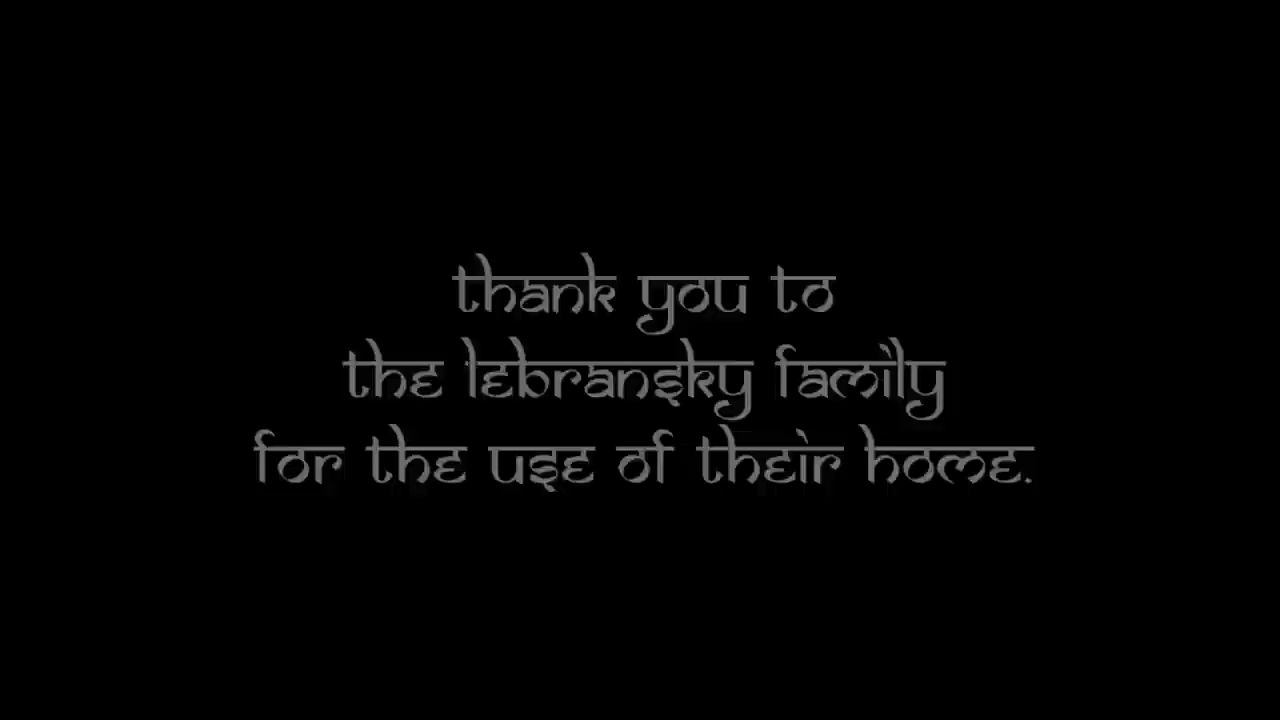 thank you to
the lebransky family
for the use of their home.